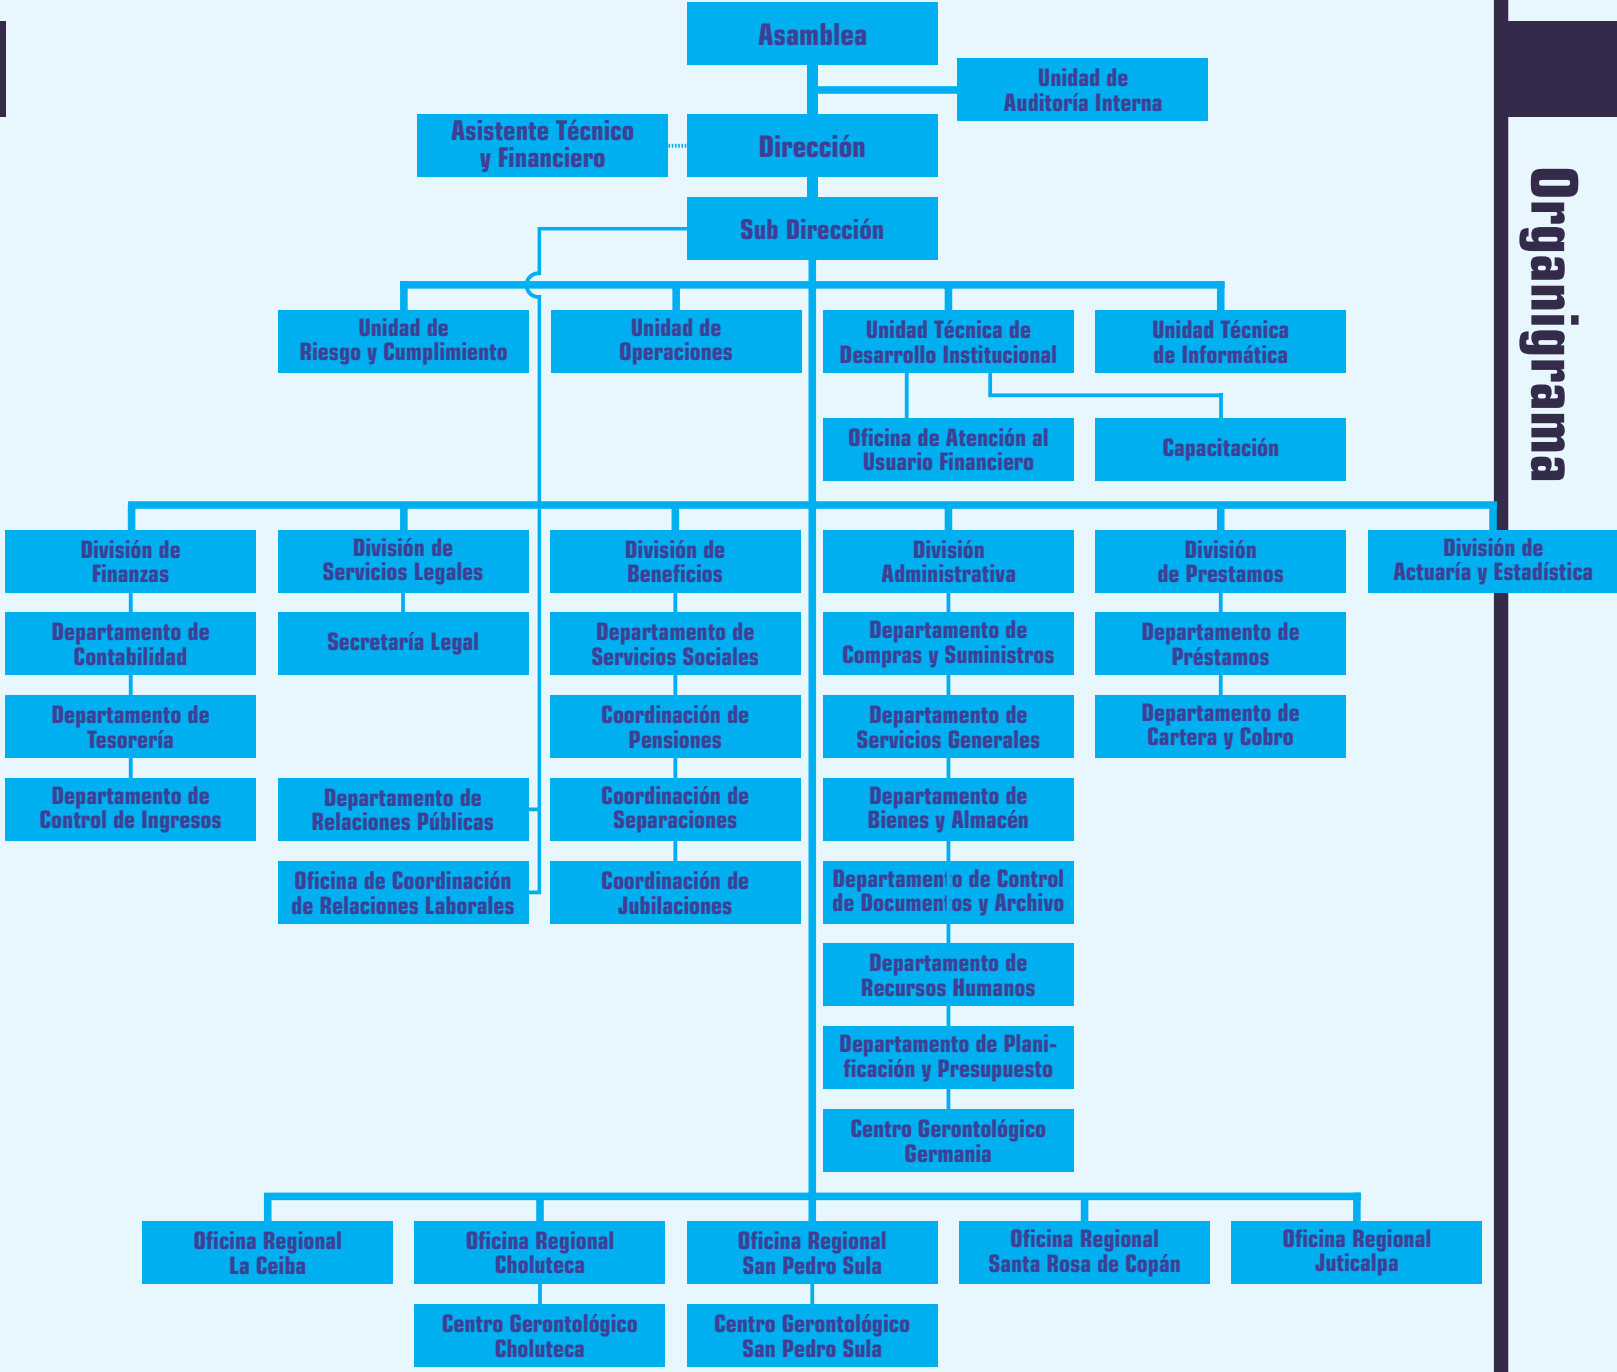 Asamblea
Unidad de
Auditoría Interna
Asistente Técnico
y Financiero
Dirección
Sub Dirección
Organigrama
Unidad de
Riesgo y Cumplimiento
Unidad de
Operaciones
Unidad Técnica de
Desarrollo Institucional
Unidad Técnica
de Informática
Oficina de Atención al
Usuario Financiero
Capacitación
División de
Finanzas
División de
Servicios Legales
División de
Beneficios
División
Administrativa
División
de Prestamos
División de
Actuaría y Estadística
Departamento de
Contabilidad
Secretaría Legal
Departamento de
Servicios Sociales
Departamento de
Compras y Suministros
Departamento de
Préstamos
Departamento de
Tesorería
Coordinación de
Pensiones
Departamento de
Servicios Generales
Departamento de
Cartera y Cobro
Departamento de
Control de Ingresos
Departamento de
Relaciones Públicas
Coordinación de
Separaciones
Departamento de
Bienes y Almacén
Oficina de Coordinación
de Relaciones Laborales
Coordinación de
Jubilaciones
Departamento de Control
de Documentos y Archivo
Departamento de
Recursos Humanos
Departamento de Plani-
ficación y Presupuesto
Centro Gerontológico
Germania
Oficina Regional
La Ceiba
Oficina Regional
Choluteca
Oficina Regional
San Pedro Sula
Oficina Regional
Santa Rosa de Copán
Oficina Regional
Juticalpa
Centro Gerontológico
Choluteca
Centro Gerontológico
San Pedro Sula